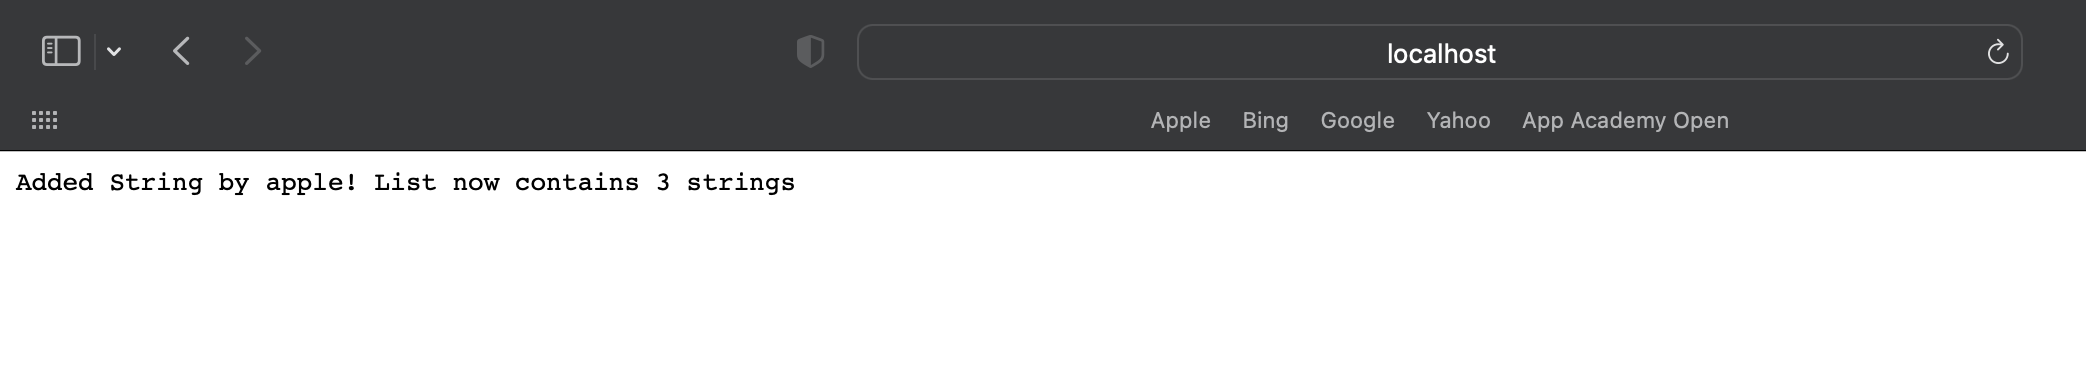 localhost
Apple Bing Google Yahoo App Academy Open
Added String by apple! List now contains 3 strings